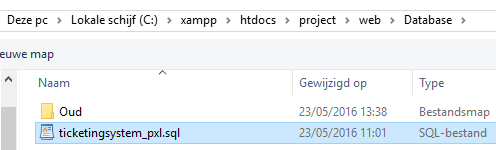 Deze pc > Lokale schijf (C:) > xampp > htdocs > project > web > Database >
euwe map
Naam Gewijzigd op Type
Oud 23/05/2016 13:38 Bestandsmap
ticketingsystem_pxl.sql 23/05/2016 11:01 SQL-bestand